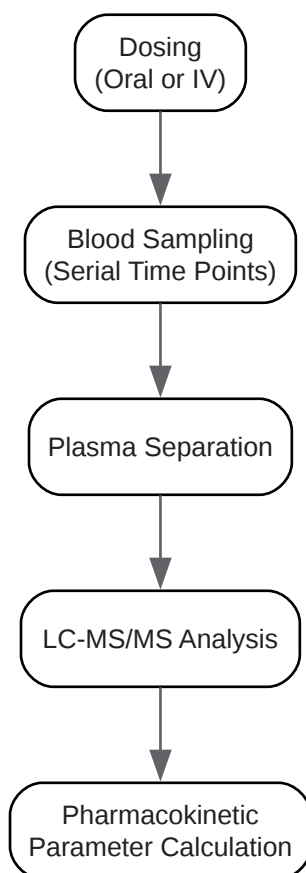 Dosing
(Oral or IV)
Blood Sampling
(Serial Time Points)
Plasma Separation
LC-MS/MS Analysis
Pharmacokinetic
Parameter Calculation